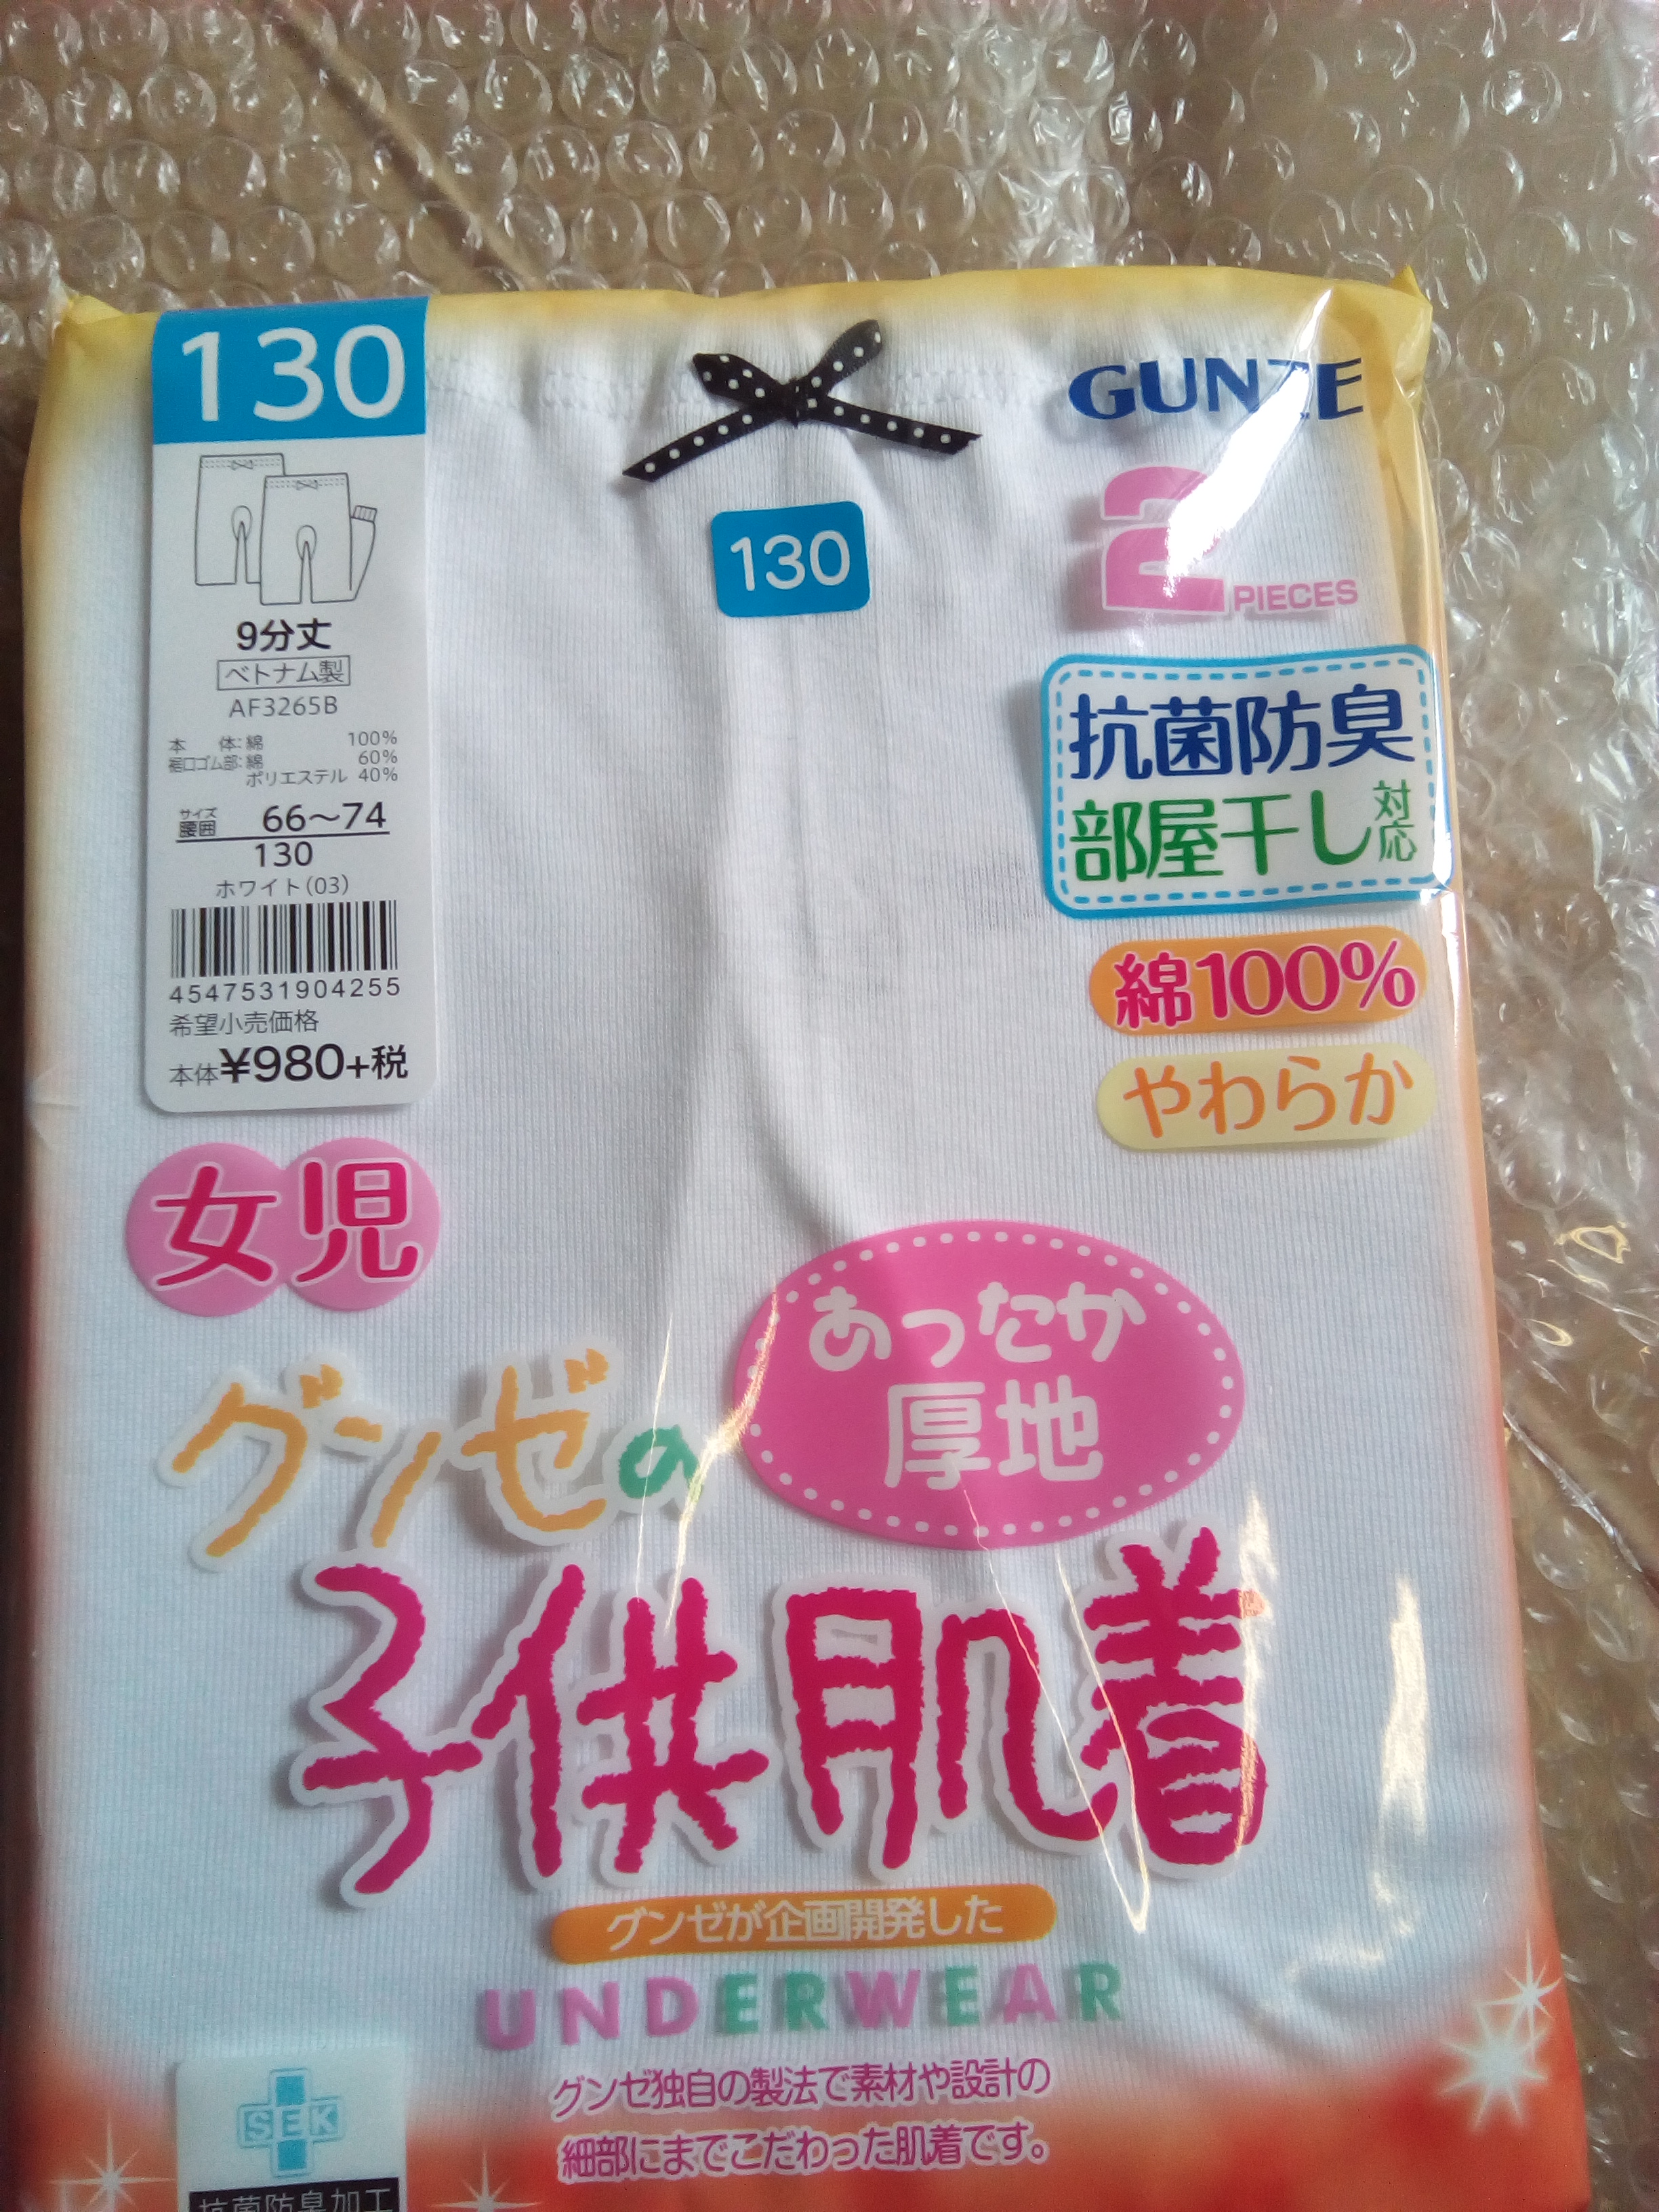 130
GUNZE
130
2
PIECES
9分丈
ベトナム製
AF3265B
本 体:綿 100%
裾口ゴム部:綿 60%
ポリエステル 40%
サイズ
腰囲 66～74
130
ホワイト(03)
4547531904255
希望小売価格
本体¥980+税
抗菌防臭
部屋干し対応
綿100%
やわらか
女児
あったか
厚地
グンゼの
子供肌着
グンゼが企画開発した
UNDERWEAR
グンゼ独自の製法で素材や設計の
細部にまでこだわった肌着です。
SEK
抗菌防臭加工